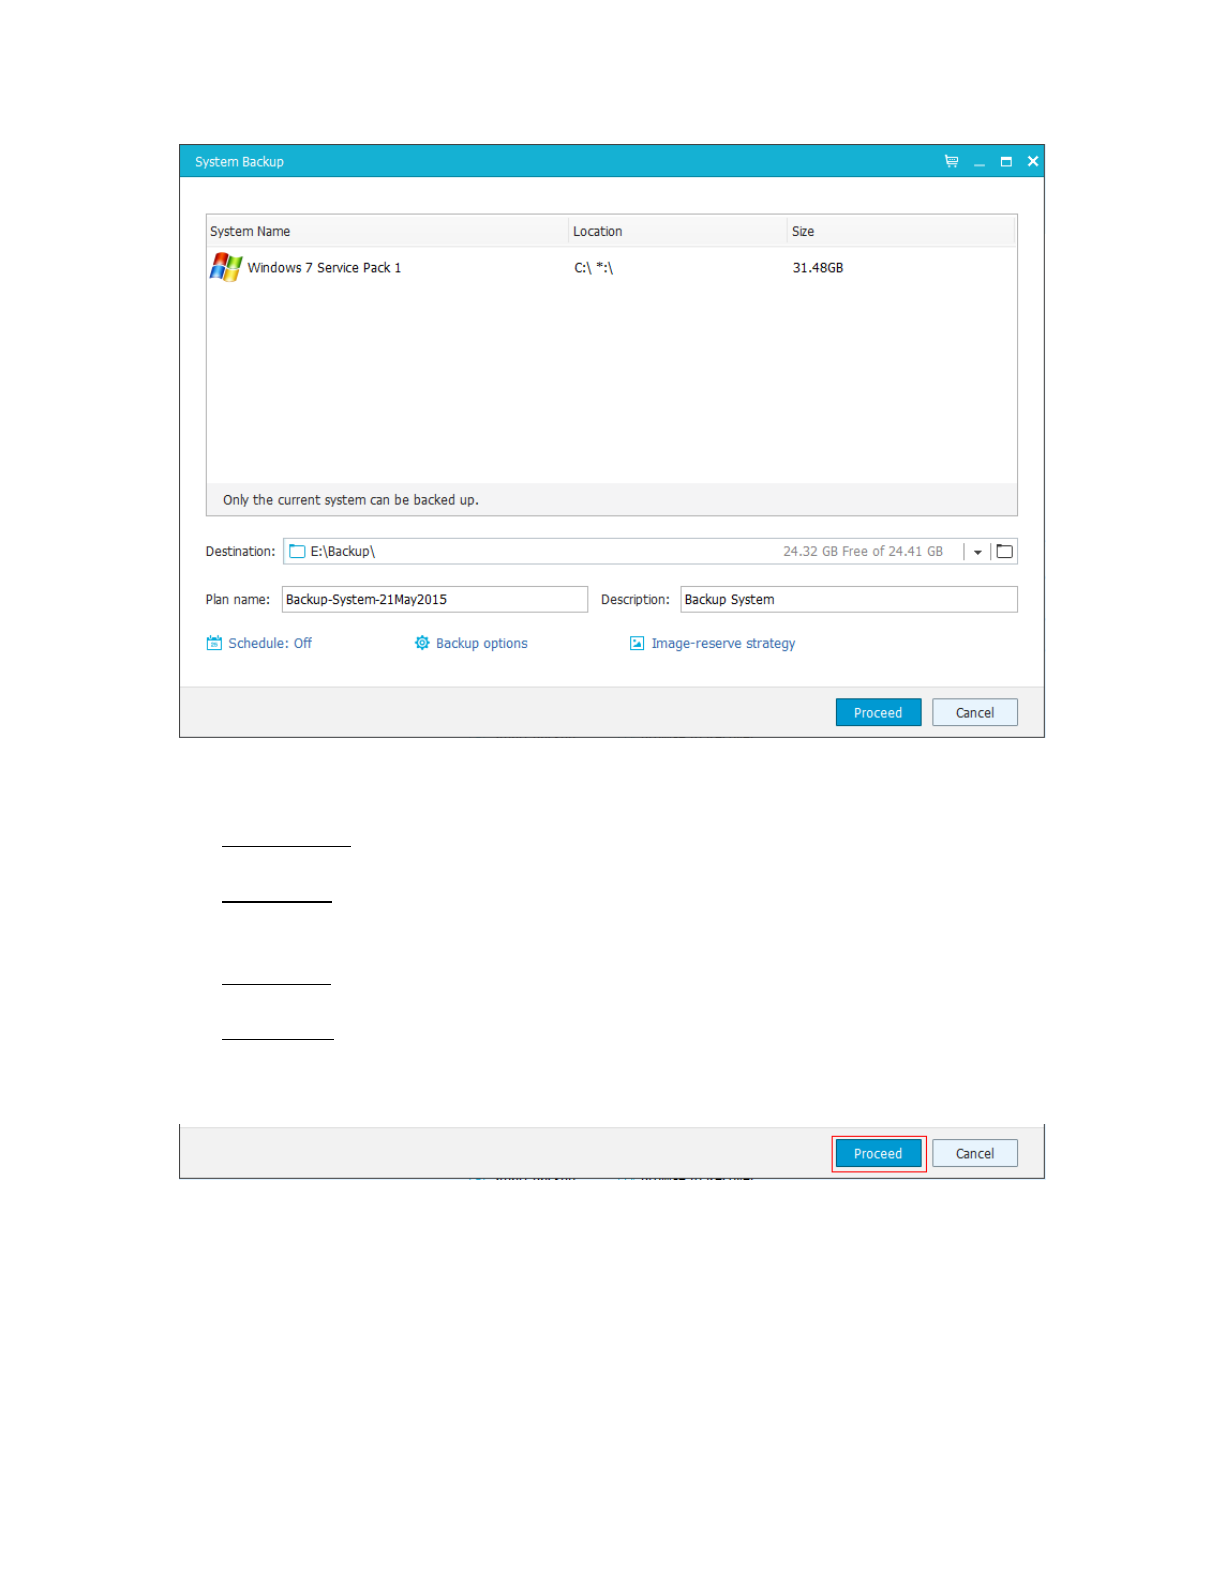 System Backup
System Name Location Size
Windows 7 Service Pack 1 C:\ *:\ 31.48GB
Only the current system can be backed up.
Destination: E:\Backup\ 24.32 GB Free of 24.41 GB
Plan name: Backup-System-21May2015 Description: Backup System
Schedule: Off Backup options Image-reserve strategy
Proceed Cancel
Proceed Cancel